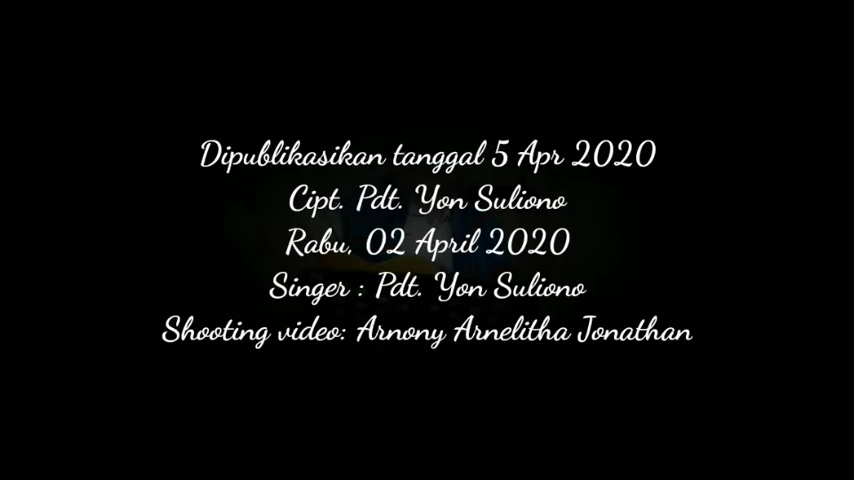 Dipublikasikan tanggal 5 Apr 2020
Cipt. Pdt. Yon Suliono
Rabu, 02 April 2020
Singer : Pdt. Yon Suliono
Shooting video: Arnony Arnelitha Jonathan